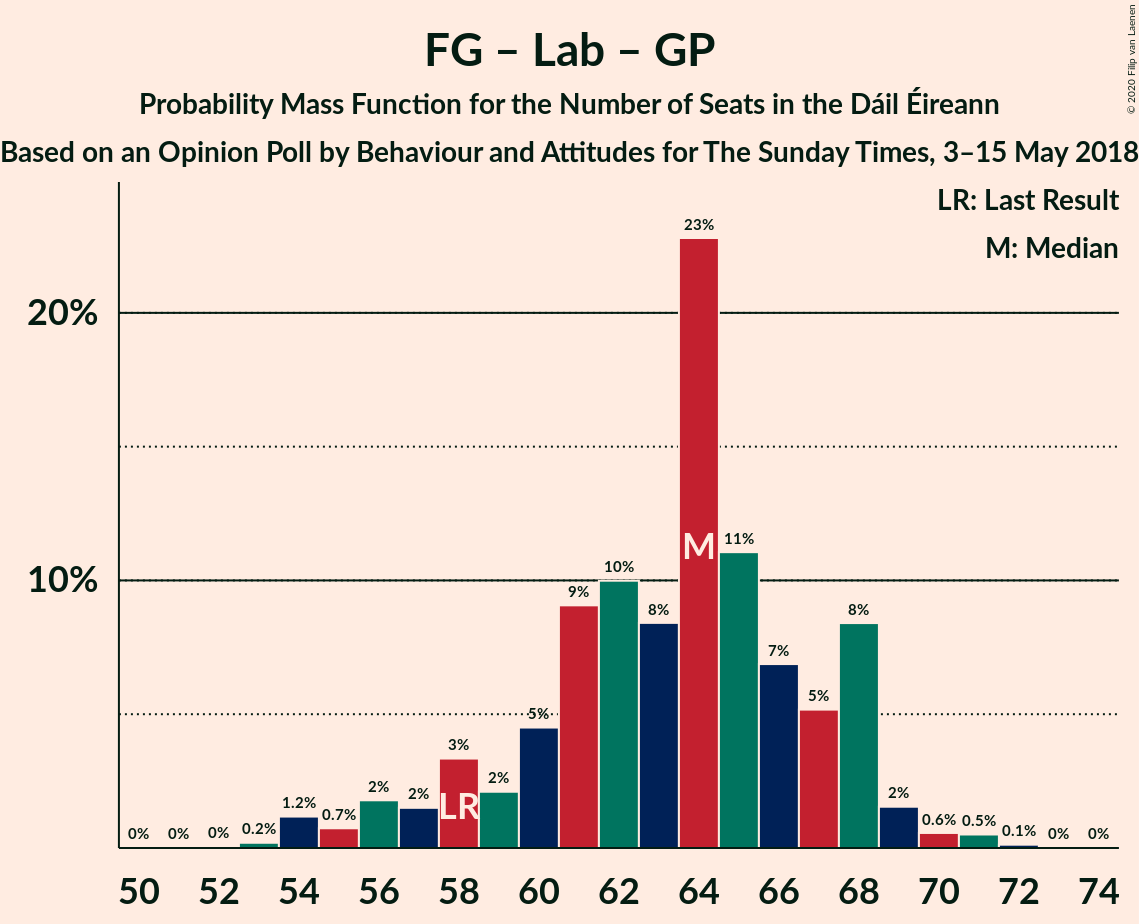 FG – Lab – GP
Probability Mass Function for the Number of Seats in the Dáil Éireann
Based on an Opinion Poll by Behaviour and Attitudes for The Sunday Times, 3–15 May 2018
© 2020 Filip van Laenen
LR: Last Result
M: Median
20%
10%
0% 0% 0% 0.2% 1.2% 0.7% 2% 2% 3% 2% 5% 9% 10% 8% 23% 11% 7% 5% 8% 2% 0.6% 0.5% 0.1% 0% 0%
LR
M
50 52 54 56 58 60 62 64 66 68 70 72 74